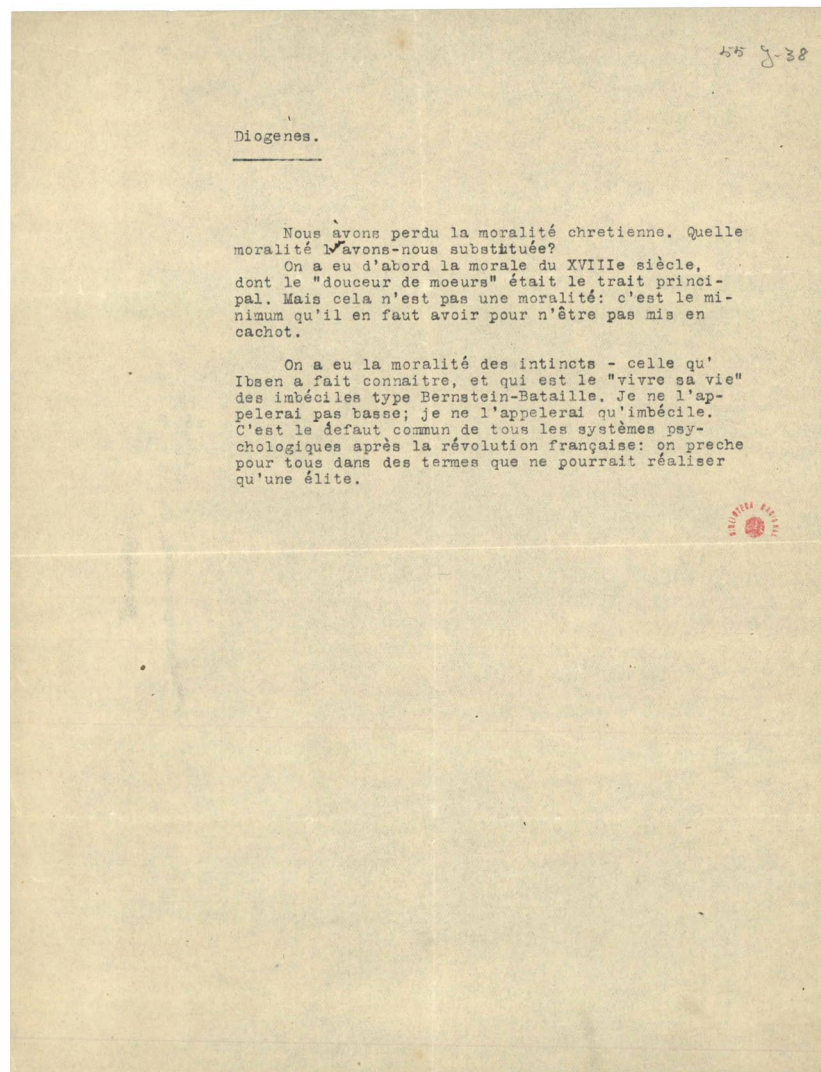 55 J-38
Diogenes.
Nous avons perdu la moralité chretienne. Quelle
moralité l'avons-nous substituée?
On a eu d'abord la morale du XVIIIe siècle,
dont le "douceur de moeurs" était le trait princi-
pal. Mais cela n'est pas une moralité: c'est le mi-
nimum qu'il en faut avoir pour n'être pas mis en
cachot.
On a eu la moralité des intincts - celle qu'
Ibsen a fait connaitre, et qui est le "vivre sa vie"
des imbéciles type Bernstein-Bataille. Je ne l'ap-
pelerai pas basse; je ne l'appelerai qu'imbécile.
C'est le défaut commun de tous les systèmes psy-
chologiques après la révolution française: on preche
pour tous dans des termes que ne pourrait réaliser
qu'une élite.
BIBLIOTECA NACIONAL